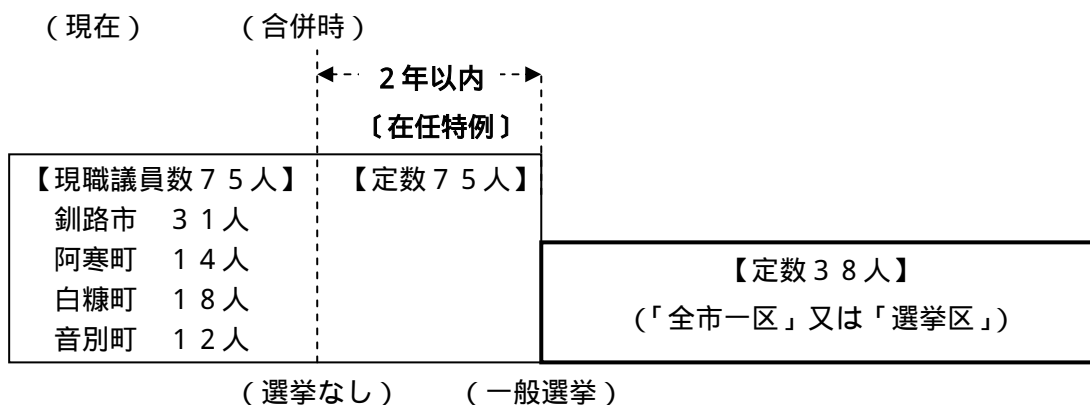 （現在） （合併時）
２年以内
〔在任特例〕
【現職議員数７５人】 【定数７５人】
釧路市 ３１人
阿寒町 １４人
白糠町 １８人
音別町 １２人
【定数３８人】
（「全市一区」又は「選挙区」）
（選挙なし） （一般選挙）